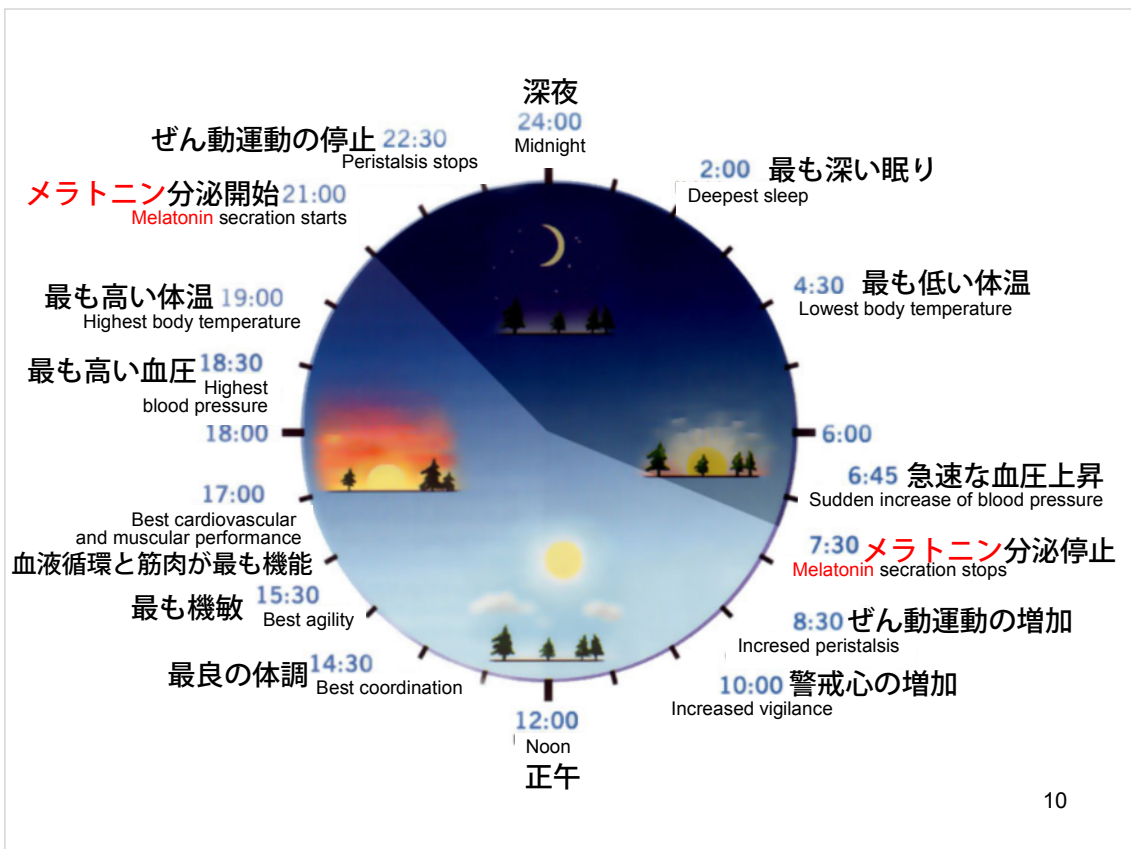 深夜
24:00
Midnight
ぜん動運動の停止 22:30
Peristalsis stops
メラトニン分泌開始 21:00
Melatonin secration starts
最も高い体温 19:00
Highest body temperature
最も高い血圧 18:30
Highest
blood pressure
18:00
17:00
Best cardiovascular
and muscular performance
血液循環と筋肉が最も機能
最も機敏 15:30
Best agility
最良の体調 14:30
Best coordination
2:00 最も深い眠り
Deepest sleep
4:30 最も低い体温
Lowest body temperature
6:00
6:45 急速な血圧上昇
Sudden increase of blood pressure
7:30 メラトニン分泌停止
Melatonin secration stops
8:30 ぜん動運動の増加
Incresed peristalsis
10:00 警戒心の増加
Increased vigilance
12:00
Noon
正午
10